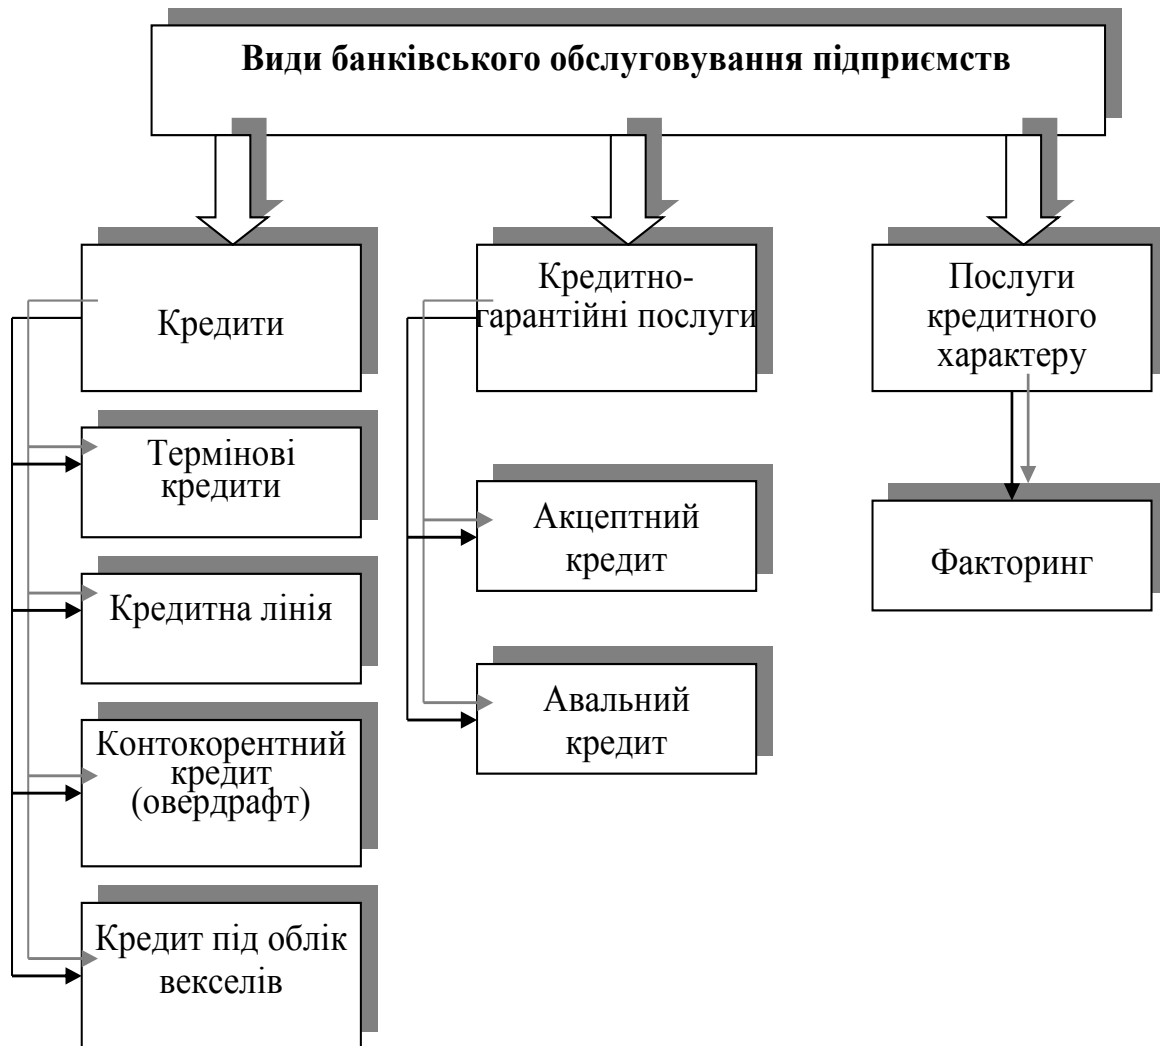 Види банківського обслуговування підприємств
Кредити
Термінові
кредити
Кредитна лінія
Контокорентний
кредит
(овердрафт)
Кредит під облік
векселів
Кредитно-
гарантійні послуги
Акцептний
кредит
Авальний
кредит
Послуги
кредитного
характеру
Факторинг